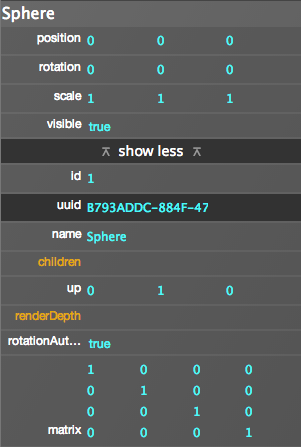 Sphere
position 0 0 0
rotation 0 0 0
scale 1 1 1
visible true
show less
id 1
uuid B793ADDC-884F-47
name Sphere
children
up 0 1 0
renderDepth
rotationAut... true
1 0 0 0
0 1 0 0
0 0 1 0
matrix 0 0 0 1